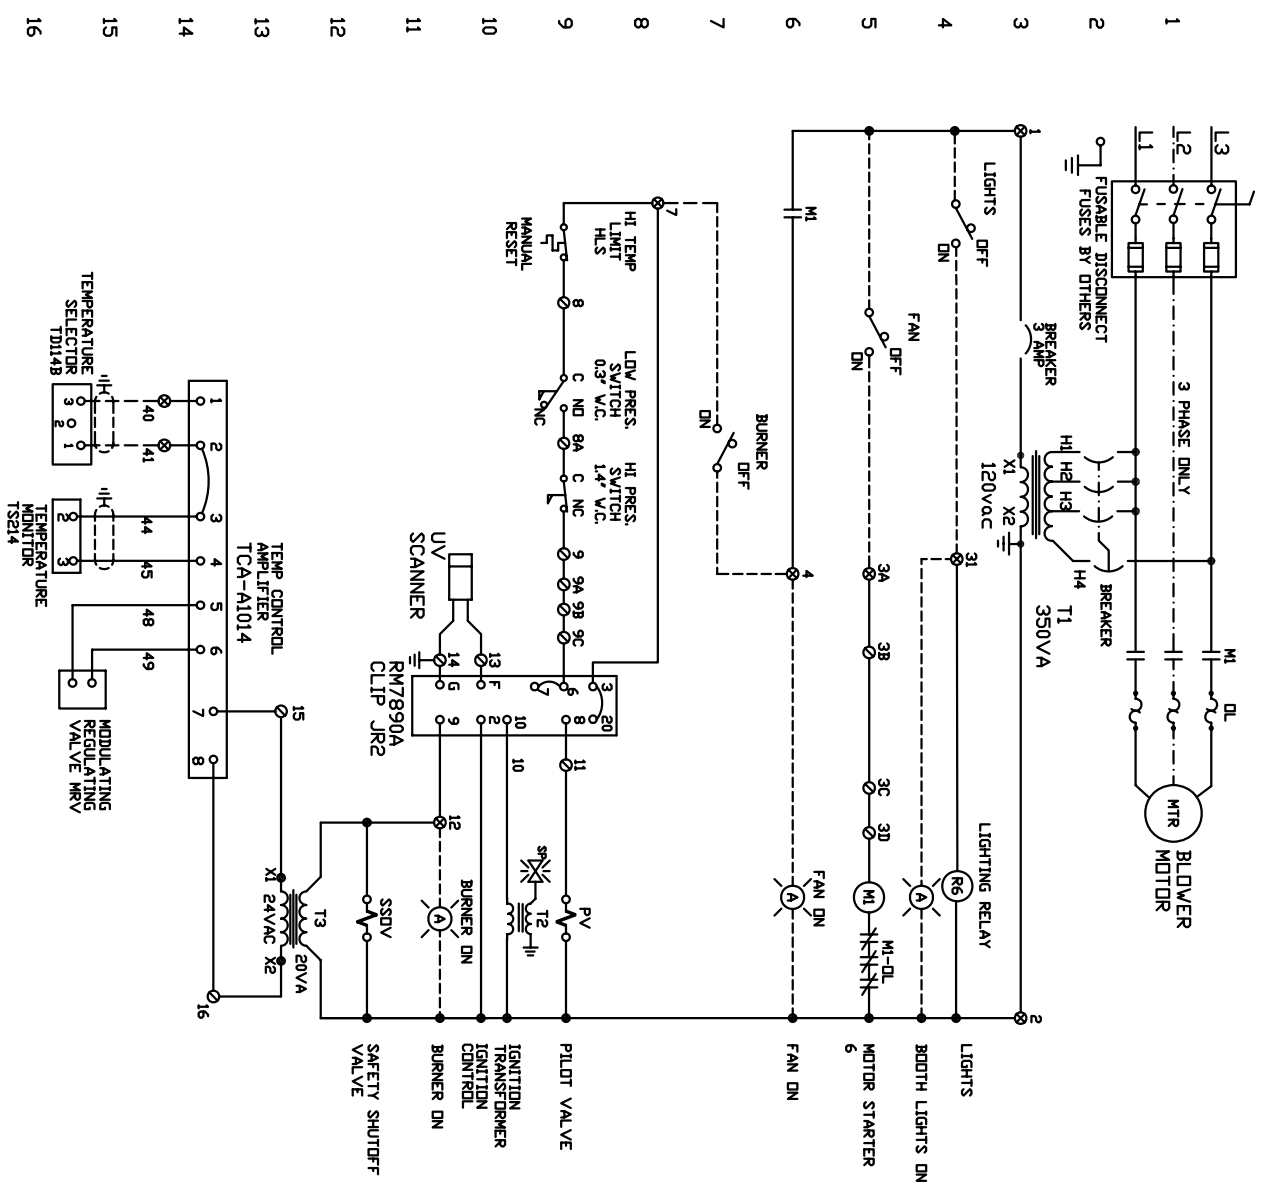 1
2
3
4
5
6
7
8
9
10
11
12
13
14
15
16
L3
L2
L1
FUSABLE DISCONNECT
FUSES BY OTHERS
3 PHASE ONLY
M1
OL
MTR
BLOWER
MOTOR
H1
H2
H3
H4
BREAKER
T1
350VA
X1
X2
120vac
1
BREAKER
3 AMP
2
LIGHTS
OFF
ON
31
LIGHTING RELAY
R6
LIGHTS
A
BOOTH LIGHTS ON
FAN
OFF
ON
3A
3B
3C
3D
M1
M1-OL
MOTOR STARTER
6
M1
4
FAN ON
A
FAN ON
BURNER
ON
OFF
7
HI TEMP
LIMIT
HLS
MANUAL
RESET
8
LOW PRES.
SWITCH
0.3" W.C.
C
NO
NC
8A
HI PRES.
SWITCH
1.4" W.C.
C
NC
9
9A
9B
9C
3
20
6
7
8
11
PV
PILOT VALVE
10
10
T2
SP
IGNITION
TRANSFORMER
UV
SCANNER
13
F
2
IGNITION
CONTROL
14
G
9
12
BURNER ON
A
BURNER ON
RM7890A
CLIP JR2
SSOV
SAFETY SHUTOFF
VALVE
T3
20VA
X1
24VAC
X2
15
16
TEMP CONTROL
AMPLIFIER
TCA-A1014
1
2
3
4
5
6
7
8
40
41
44
45
48
49
TEMPERATURE
SELECTOR
TD114B
3
2
1
TEMPERATURE
MONITOR
TS214
2
3
MODULATING
REGULATING
VALVE MRV